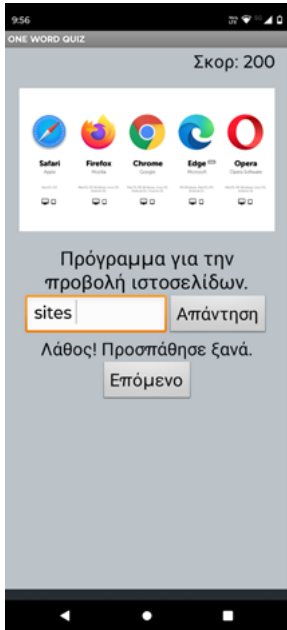 9:56
ONE WORD QUIZ
Σκορ: 200
Safari Firefox Chrome Edge Opera
Apple Mozilla Google Microsoft Opera Software
Πρόγραμμα για την
προβολή ιστοσελίδων.
sites Απάντηση
Λάθος! Προσπάθησε ξανά.
Επόμενο